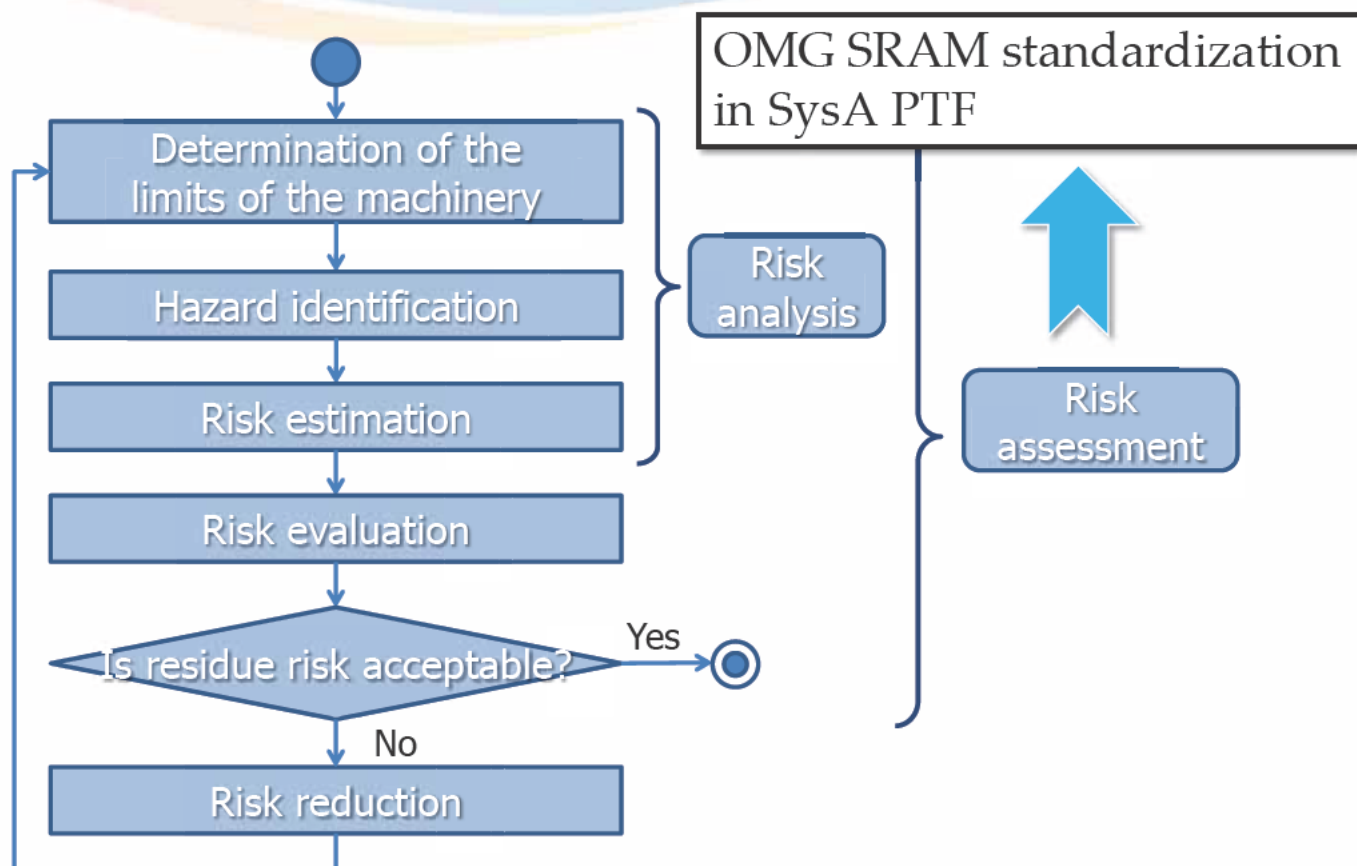 OMG SRAM standardization
in SysA PTF
Determination of the
limits of the machinery
Hazard identification
Risk
analysis
Risk estimation
Risk
assessment
Risk evaluation
Is residue risk acceptable?
Yes
No
Risk reduction